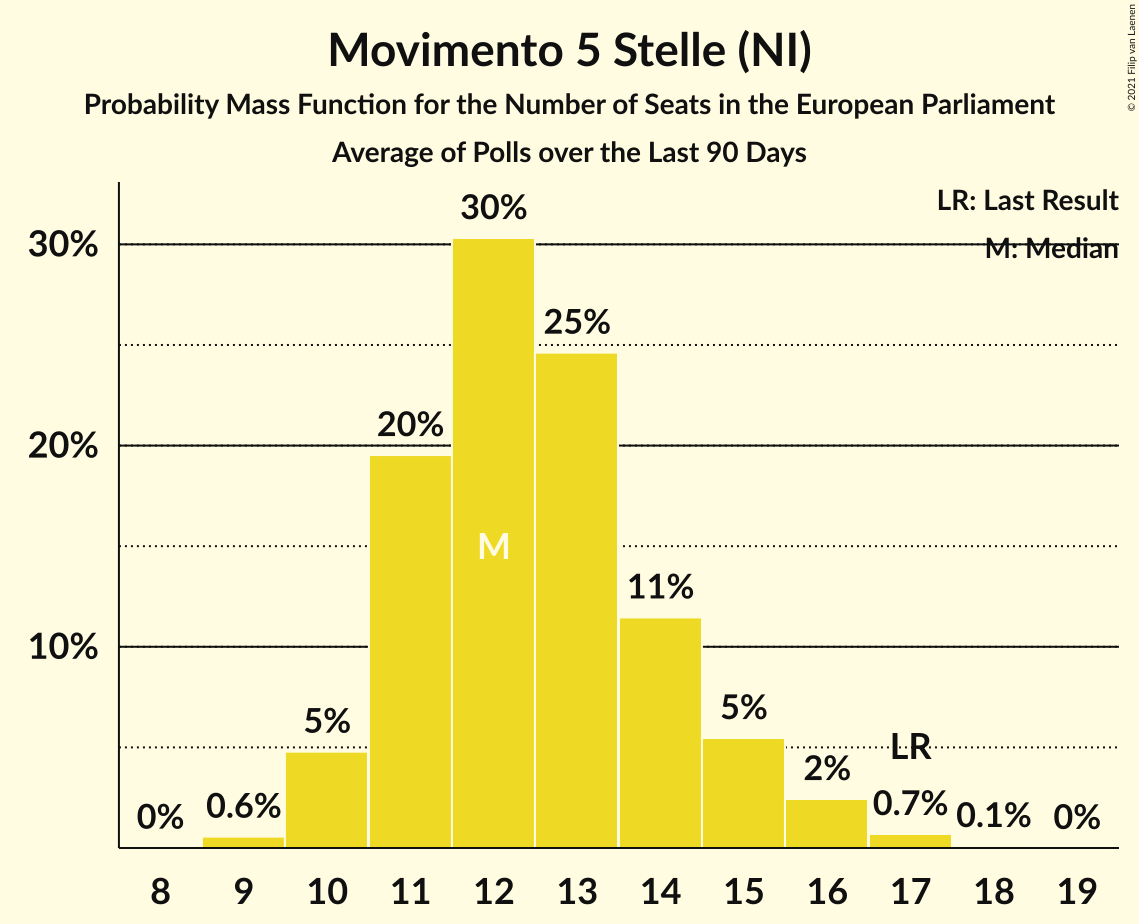 Movimento 5 Stelle (NI)
Probability Mass Function for the Number of Seats in the European Parliament
Average of Polls over the Last 90 Days
© 2021 Filip van Laenen
LR: Last Result
M: Median
30%
20%
10%
0%
0.6%
5%
20%
30%
M
25%
11%
5%
2%
LR
0.7%
0.1%
0%
8 9 10 11 12 13 14 15 16 17 18 19